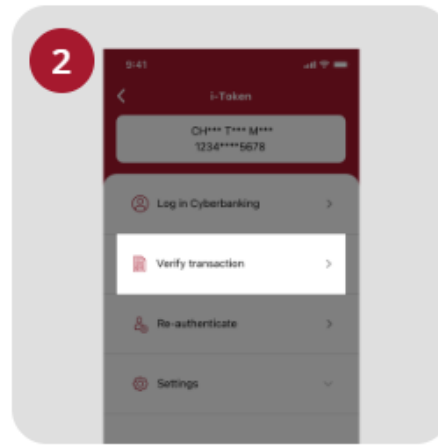 2
9:41
i-Token
CH*** T*** M***
1234****5678
Log in Cyberbanking
Verify transaction
Re-authenticate
Settings